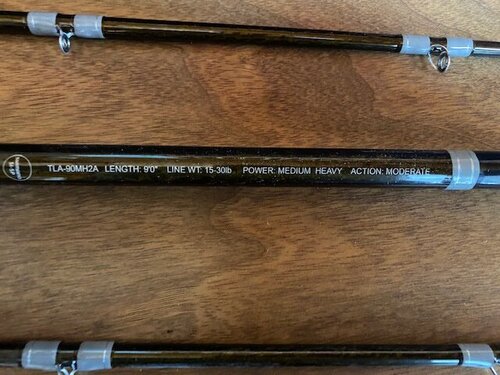 TLA-90MH2A LENGTH: 9'0" LINE WT: 15-30lb POWER: MEDIUM HEAVY ACTION: MODERATE